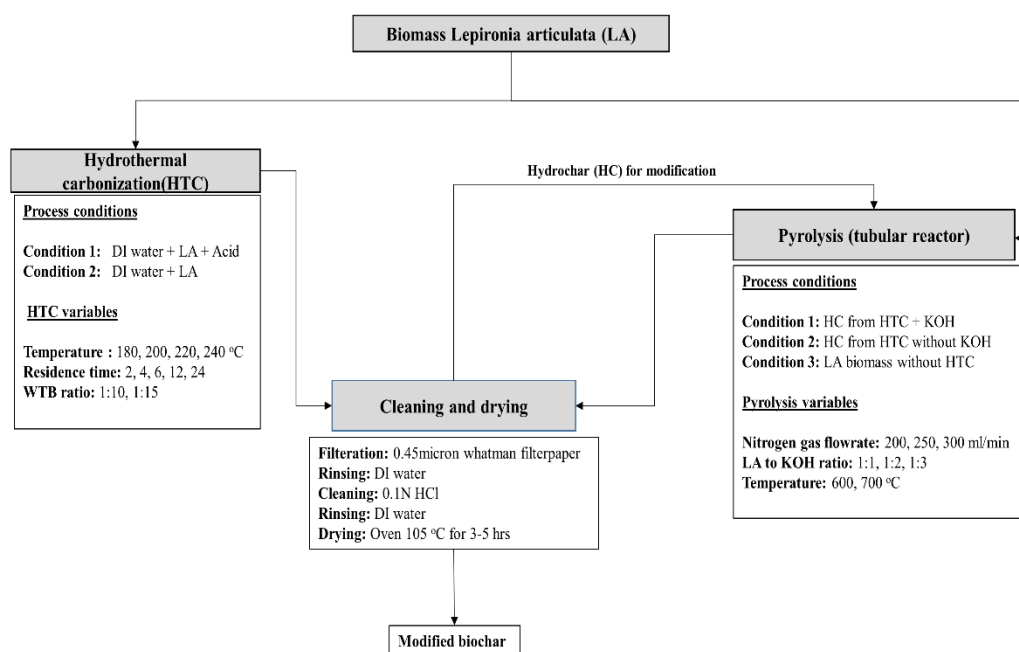 Biomass Lepironia articulata (LA)
Hydrothermal
carbonization(HTC)
Process conditions
Condition 1: DI water + LA + Acid
Condition 2: DI water + LA
HTC variables
Temperature : 180, 200, 220, 240 °C
Residence time: 2, 4, 6, 12, 24
WTB ratio: 1:10, 1:15
Hydrochar (HC) for modification
Pyrolysis (tubular reactor)
Process conditions
Condition 1: HC from HTC + KOH
Condition 2: HC from HTC without KOH
Condition 3: LA biomass without HTC
Pyrolysis variables
Nitrogen gas flowrate: 200, 250, 300 ml/min
LA to KOH ratio: 1:1, 1:2, 1:3
Temperature: 600, 700 °C
Cleaning and drying
Filteration: 0.45micron whatman filterpaper
Rinsing: DI water
Cleaning: 0.1N HCl
Rinsing: DI water
Drying: Oven 105 °C for 3-5 hrs
Modified biochar